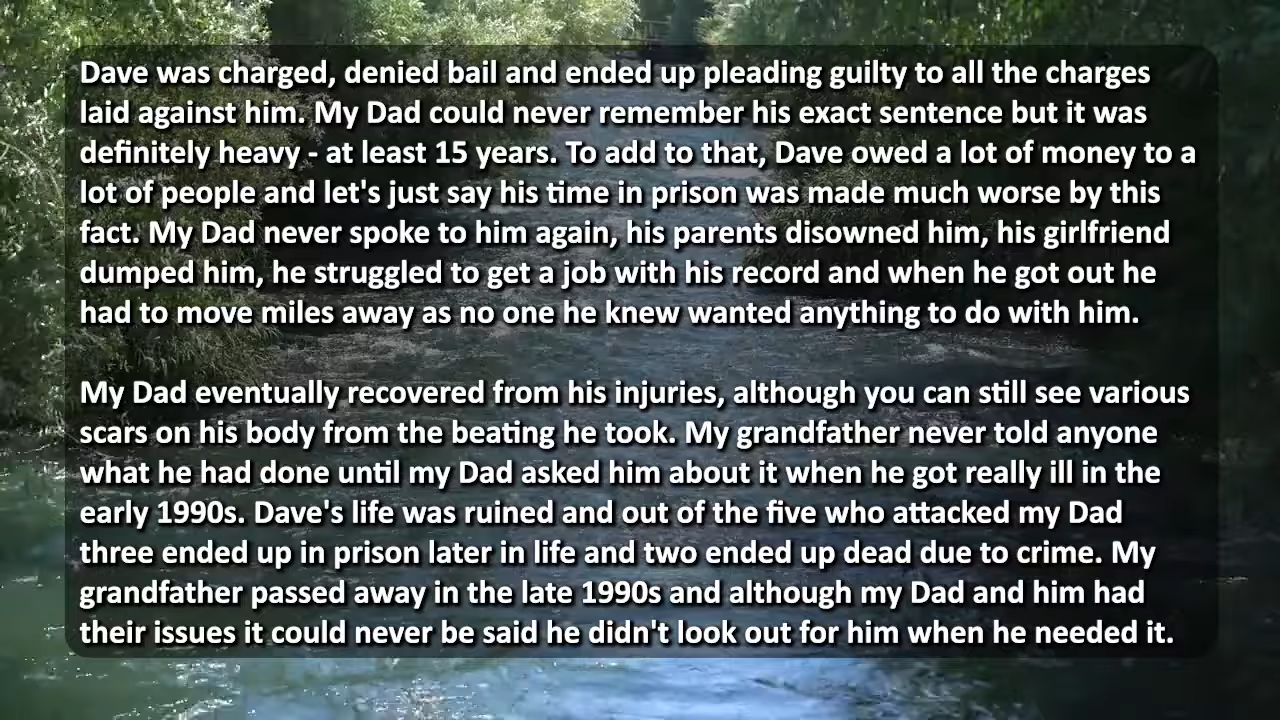 Dave was charged, denied bail and ended up pleading guilty to all the charges
laid against him. My Dad could never remember his exact sentence but it was
definitely heavy - at least 15 years. To add to that, Dave owed a lot of money to a
lot of people and let's just say his time in prison was made much worse by this
fact. My Dad never spoke to him again, his parents disowned him, his girlfriend
dumped him, he struggled to get a job with his record and when he got out he
had to move miles away as no one he knew wanted anything to do with him.
My Dad eventually recovered from his injuries, although you can still see various
scars on his body from the beating he took. My grandfather never told anyone
what he had done until my Dad asked him about it when he got really ill in the
early 1990s. Dave's life was ruined and out of the five who attacked my Dad
three ended up in prison later in life and two ended up dead due to crime. My
grandfather passed away in the late 1990s and although my Dad and him had
their issues it could never be said he didn't look out for him when he needed it.